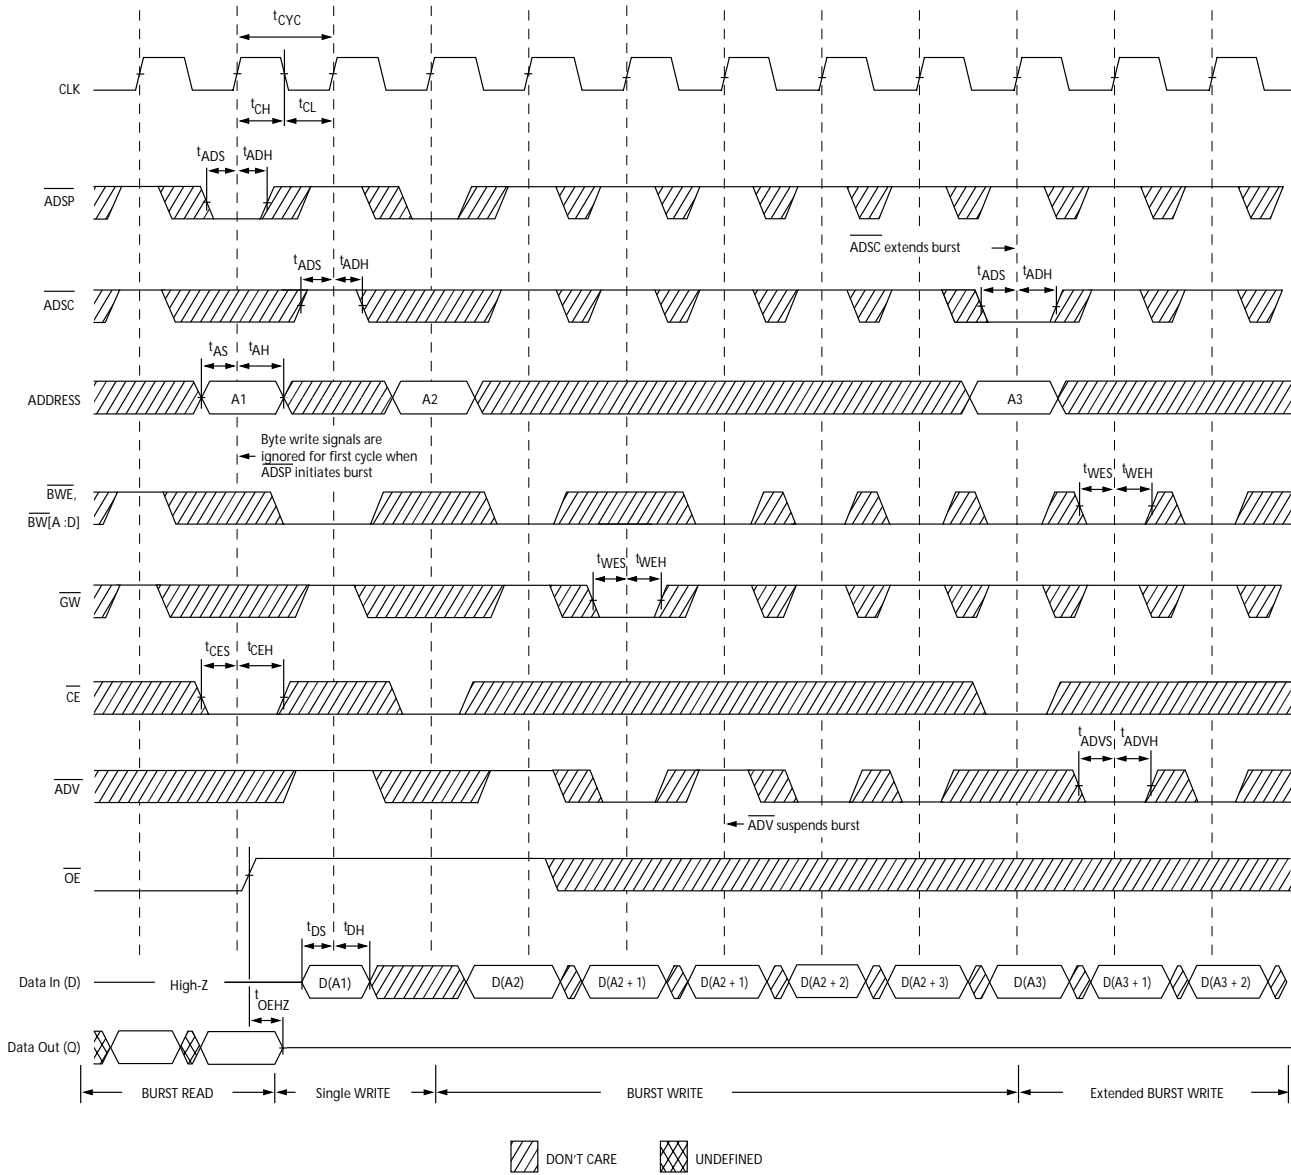 tCYC
CLK
tCH
tCL
tADS
tADH
ADSP
ADSC extends burst
tADS
tADH
tADS
tADH
ADSC
tAS
tAH
ADDRESS
A1
A2
A3
Byte write signals are
ignored for first cycle when
ADSP initiates burst
BWE,
BW[A :D]
tWES
tWEH
tWES
tWEH
GW
tCES
tCEH
CE
tADVS
tADVH
ADV
ADV suspends burst
OE
tDS
tDH
Data In (D)
High-Z
D(A1)
D(A2)
D(A2 + 1)
D(A2 + 1)
D(A2 + 2)
D(A2 + 3)
D(A3)
D(A3 + 1)
D(A3 + 2)
tOEHZ
Data Out (Q)
BURST READ
Single WRITE
BURST WRITE
Extended BURST WRITE
DON'T CARE
UNDEFINED